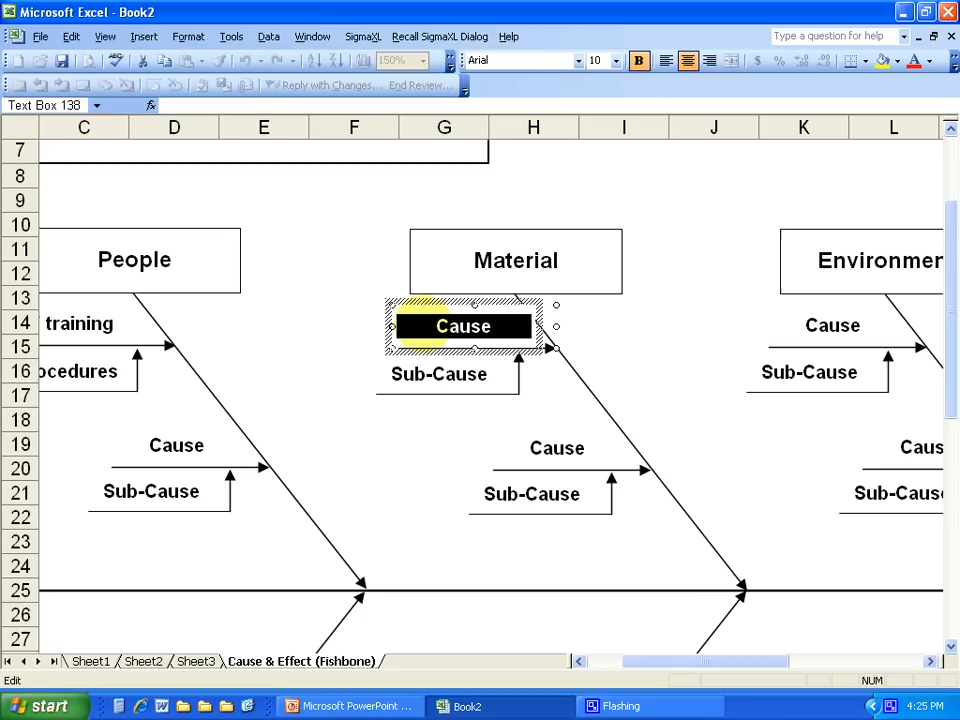 Microsoft Excel - Book2
File Edit View Insert Format Tools Data Window SigmaXL Recall SigmaXL Dialog Help Type a question for help
150% Arial 10 B $ % A
Reply with Changes... End Review...
Text Box 138 fx
C D E F G H I J K L
7
8
9
10
11
12
13
14
15
16
17
18
19
20
21
22
23
24
25
26
27
People Material Environmen
training Cause Cause
ocedures Sub-Cause Sub-Cause
Cause Cause Caus
Sub-Cause Sub-Cause Sub-Cause
Sheet1 Sheet2 Sheet3 Cause & Effect (Fishbone)
Edit NUM
start Microsoft PowerPoint ... Book2 Flashing 4:25 PM